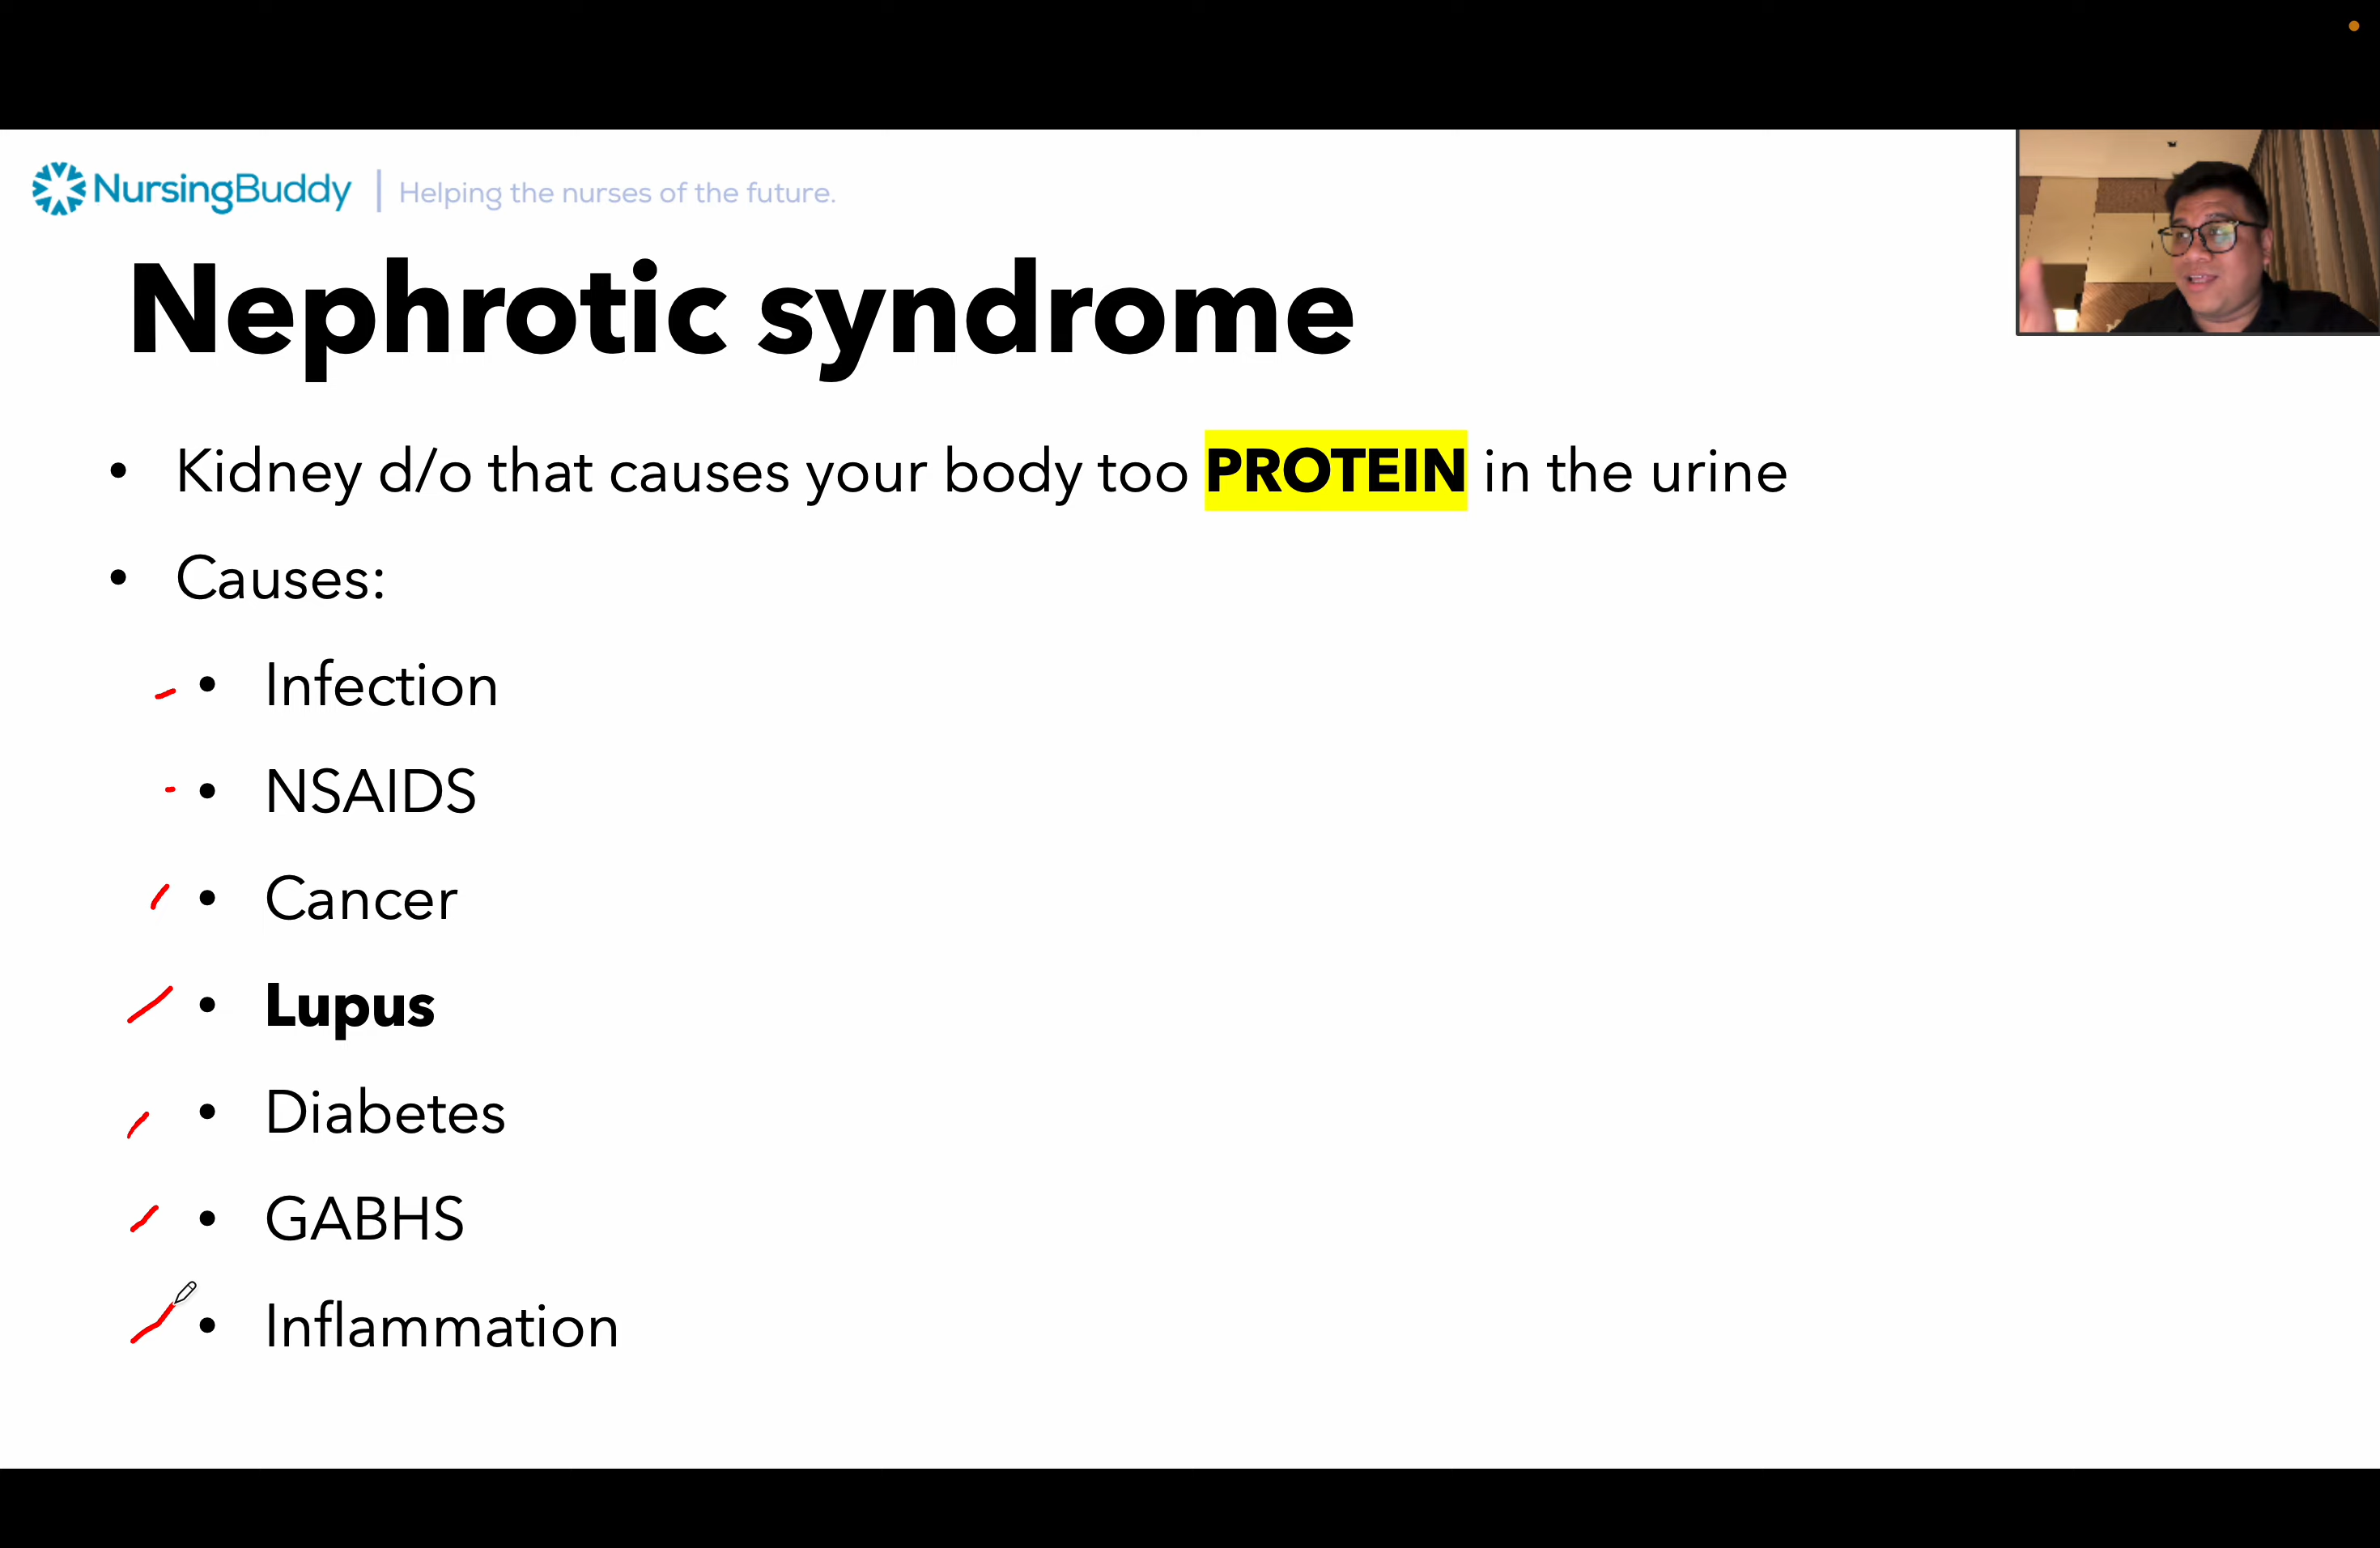 NursingBuddy | Helping the nurses of the future.
Nephrotic syndrome
• Kidney d/o that causes your body too PROTEIN in the urine
• Causes:
• Infection
• NSAIDS
• Cancer
• Lupus
• Diabetes
• GABHS
• Inflammation